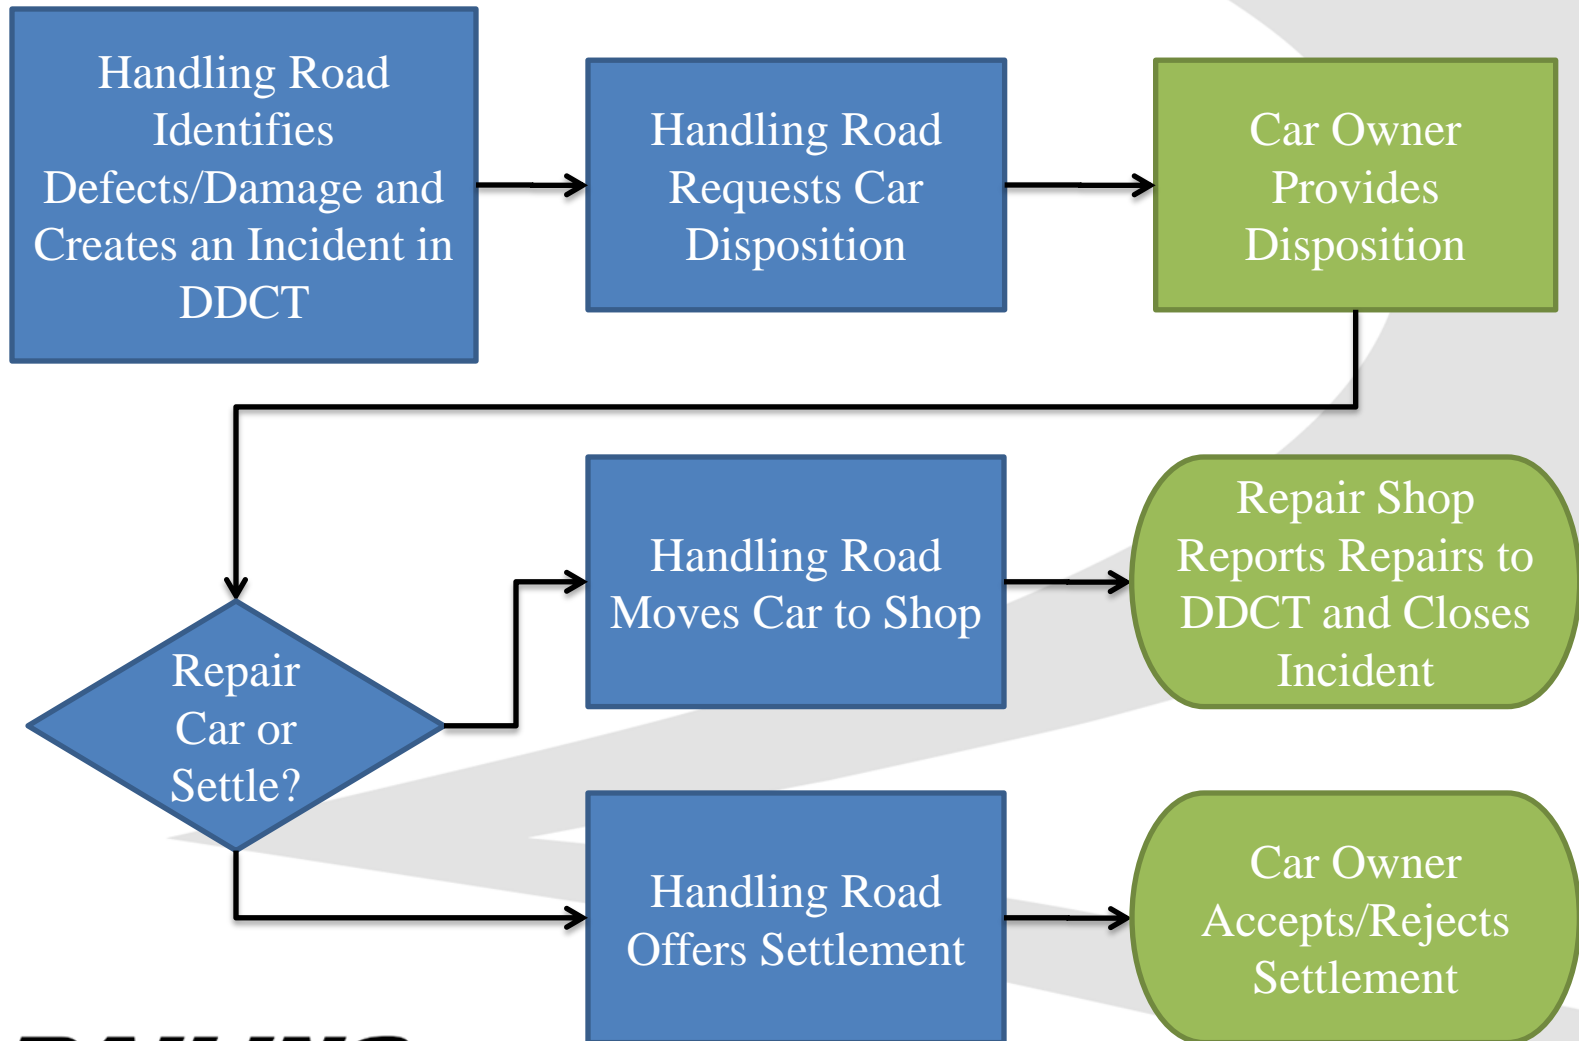 Handling Road
Identifies
Defects/Damage and
Creates an Incident in
DDCT
Handling Road
Requests Car
Disposition
Car Owner
Provides
Disposition
Repair
Car or
Settle?
Handling Road
Moves Car to Shop
Repair Shop
Reports Repairs to
DDCT and Closes
Incident
Handling Road
Offers Settlement
Car Owner
Accepts/Rejects
Settlement